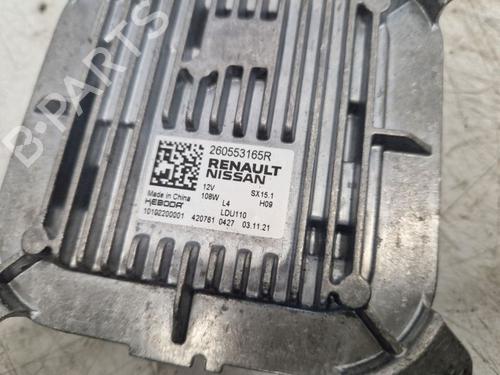 B-PARTS
260553165R
RENAULT
NISSAN
12V SX15.1
108W L4 H09
Made in China
KEBODA LDU110
10192200001 420761 0427 03.11.21